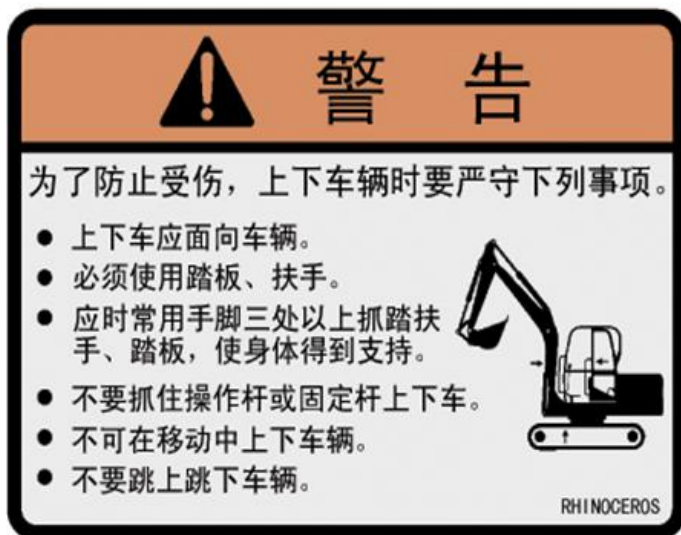 警 告
为了防止受伤，上下车辆时要严守下列事项。
● 上下车应面向车辆。
● 必须使用踏板、扶手。
● 应时常用手脚三处以上抓踏扶
手、踏板，使身体得到支持。
● 不要抓住操作杆或固定杆上下车。
● 不可在移动中上下车辆。
● 不要跳上跳下车辆。
RHINOCEROS